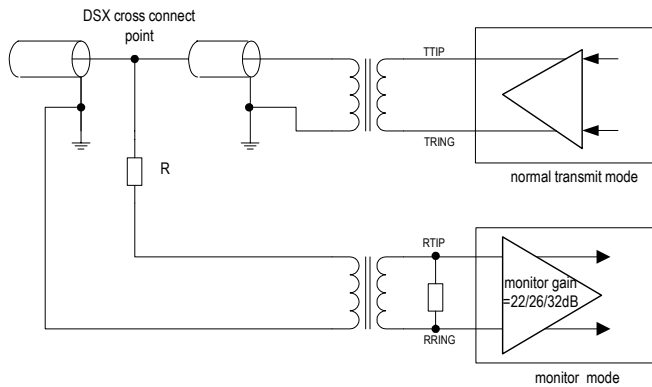 DSX cross connect
point
TTIP
TRING
normal transmit mode
R
RTIP
monitor gain
=22/26/32dB
RRING
monitor mode